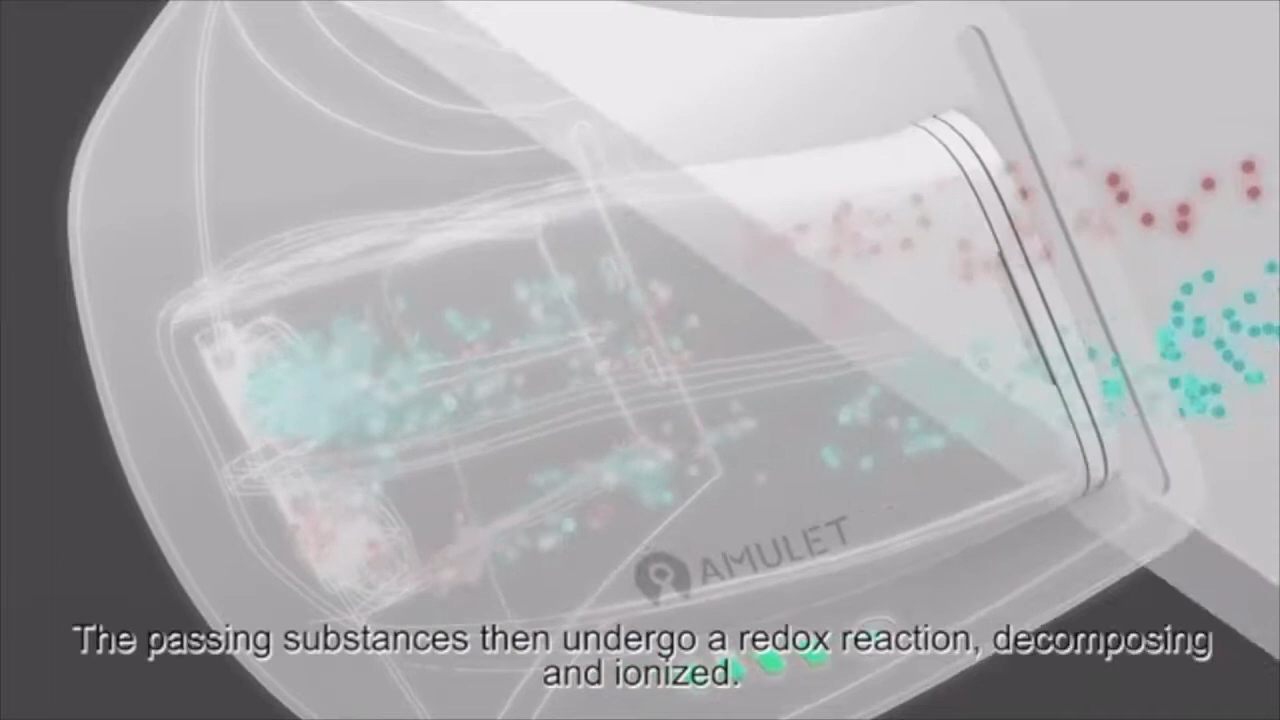 AMULET
The passing substances then undergo a redox reaction, decomposing
and ionized.